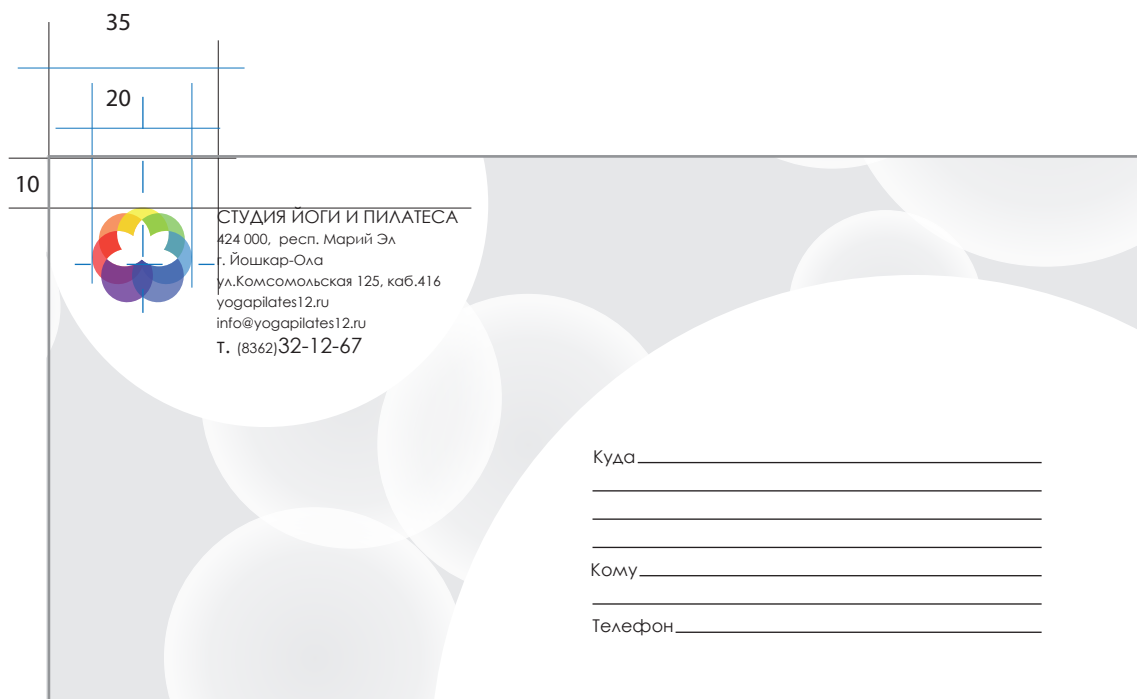 35
20
10
СТУДИЯ ЙОГИ И ПИЛАТЕСА
424 000, респ. Марий Эл
г. Йошкар-Ола
ул.Комсомольская 125, каб.416
yogapilates12.ru
info@yogapilates12.ru
т. (8362)32-12-67
Куда
Кому
Телефон